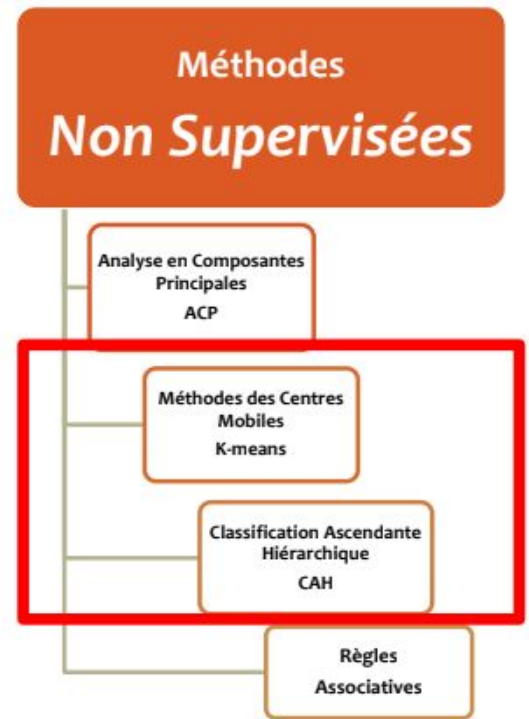 Méthodes
Non Supervisées
Analyse en Composantes
Principales
ACP
Méthodes des Centres
Mobiles
K-means
Classification Ascendante
Hiérarchique
CAH
Règles
Associatives